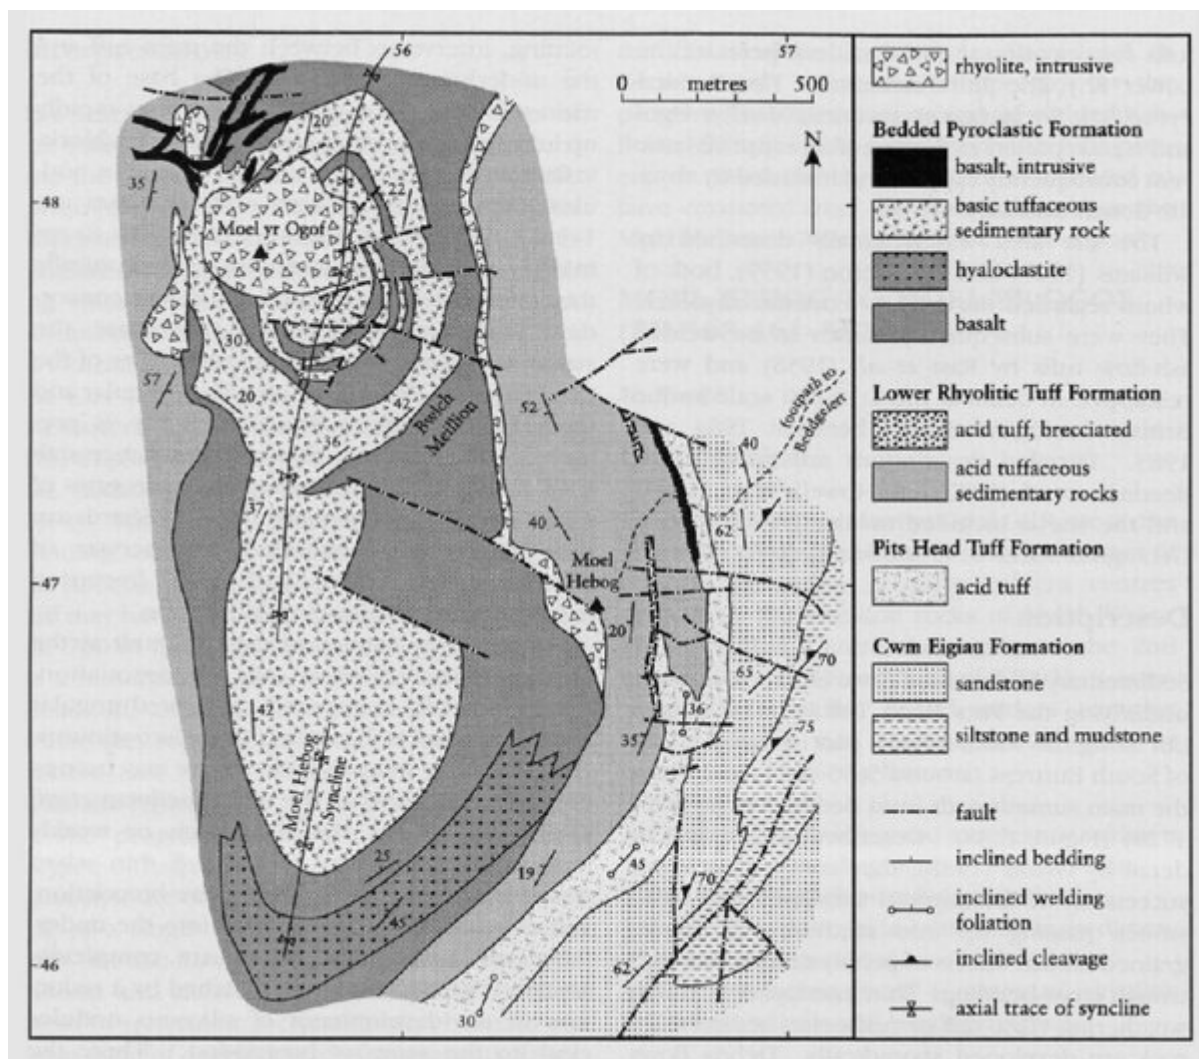 56
57
0 metres 500
N
48
20
35
22
Moel yr Ogof
30
57
20
42
Bwlch
Meillion
36
52
footpath to
Beddgelert
40
37
40
62
Moel
Hebog
47
20
70
65
36
35
75
42
Moel Hebog
Syncline
25
19
45
45
70
46
62
30
rhyolite, intrusive
Bedded Pyroclastic Formation
basalt, intrusive
basic tuffaceous
sedimentary rock
hyaloclastite
basalt
Lower Rhyolitic Tuff Formation
acid tuff, brecciated
acid tuffaceous
sedimentary rocks
Pits Head Tuff Formation
acid tuff
Cwm Eigiau Formation
sandstone
siltstone and mudstone
fault
inclined bedding
inclined welding
foliation
inclined cleavage
axial trace of syncline